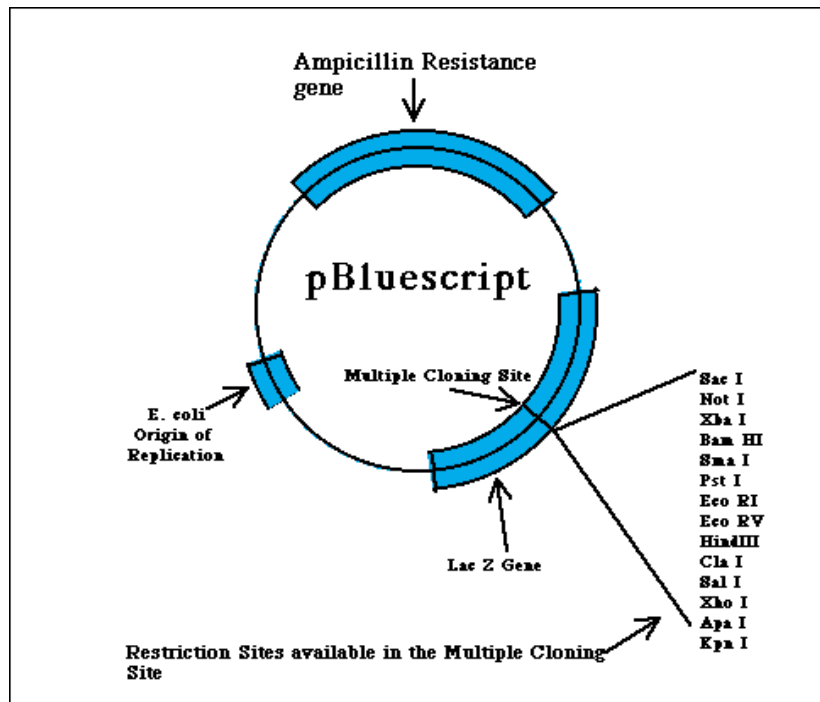 Ampicillin Resistance
gene
pBluescript
Multiple Cloning Site
E. coli
Origin of
Replication
Lac Z Gene
Sac I
Not I
Xba I
Bam HI
Sma I
Pst I
Eco RI
Eco RV
HindIII
Cla I
Sal I
Xho I
Apa I
Kpn I
Restriction Sites available in the Multiple Cloning
Site